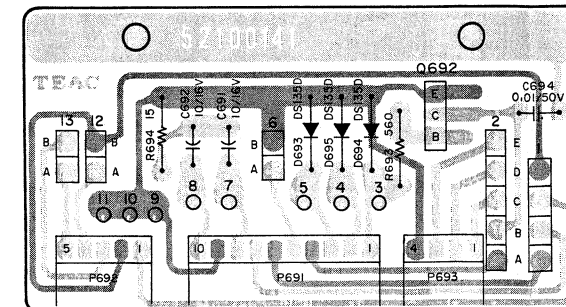 52100141
TEAC
Q692
C694
0.01/50V
E
C
B
13 12
B
A
15
R694
C692
10/16V
C691
10/16V
6
B
A
DS135D
D693
DS135D
D695
DS135D
D694
560
R693
2
E
D
C
B
A
11 10 9
8
7
5
4
3
5 1
P692
10 1
P691
4 1
P693